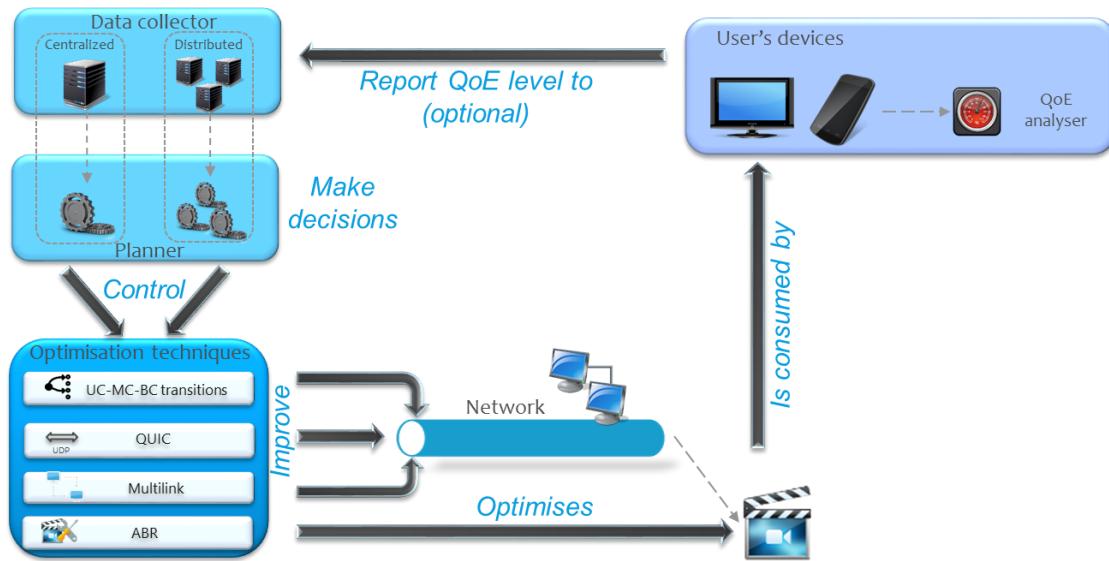 Data collector
Centralized
Distributed
Report QoE level to
(optional)
User's devices
QoE
analyser
Make
decisions
Planner
Control
Is consumed by
Optimisation techniques
UC-MC-BC transitions
QUIC
UDP
Multilink
ABR
Improve
Network
Optimises